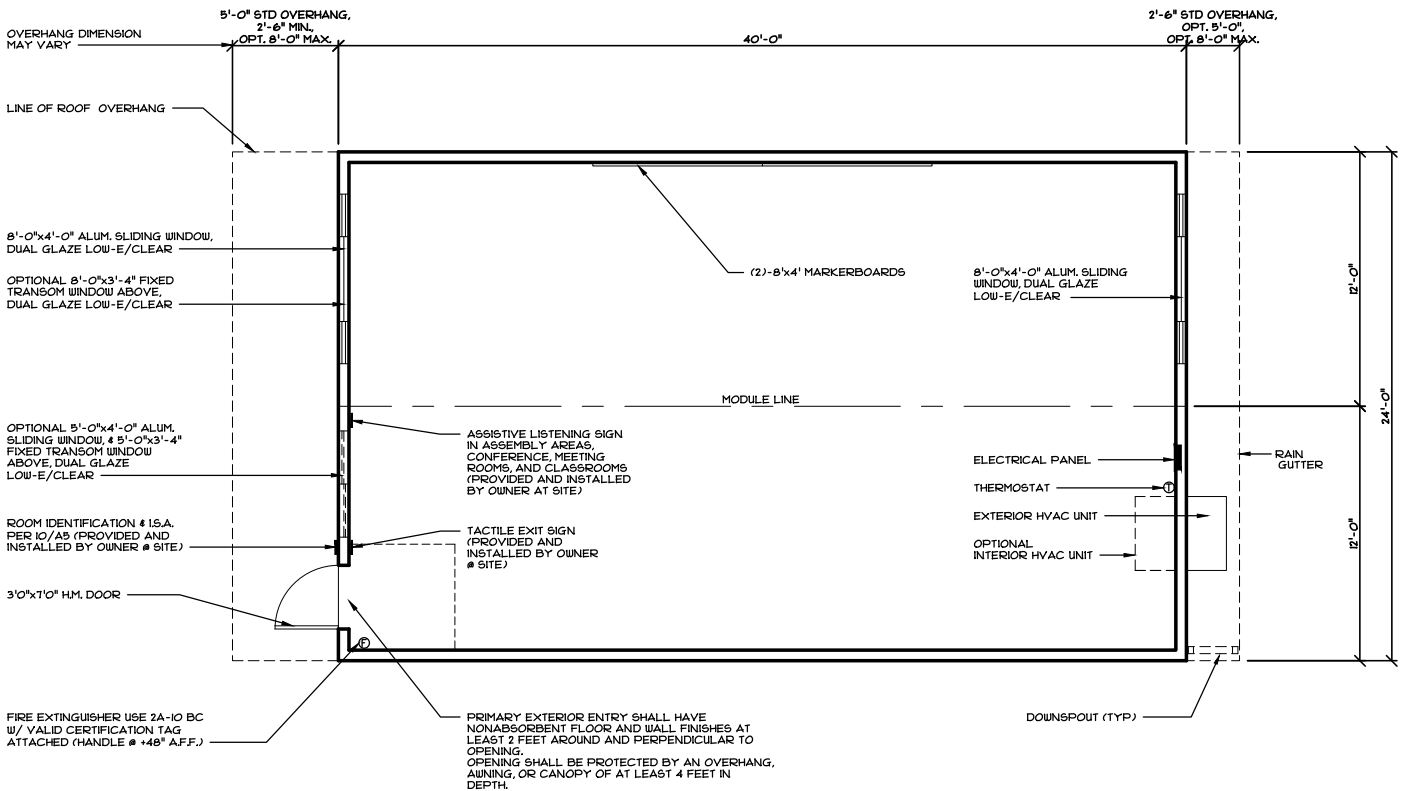 5'-0" STD OVERHANG,
2'-6" MIN.,
OPT. 8'-0" MAX.
2'-6" STD OVERHANG,
OPT. 5'-0",
OPT. 8'-0" MAX.
OVERHANG DIMENSION
MAY VARY
40'-0"
LINE OF ROOF OVERHANG
8'-0"x4'-0" ALUM. SLIDING WINDOW,
DUAL GLAZE LOW-E/CLEAR
OPTIONAL 8'-0"x3'-4" FIXED
TRANSOM WINDOW ABOVE,
DUAL GLAZE LOW-E/CLEAR
(2)-8'x4' MARKERBOARDS
8'-0"x4'-0" ALUM. SLIDING
WINDOW, DUAL GLAZE
LOW-E/CLEAR
12'-0"
24'-0"
MODULE LINE
OPTIONAL 5'-0"x4'-0" ALUM.
SLIDING WINDOW, & 5'-0"x3'-4"
FIXED TRANSOM WINDOW
ABOVE, DUAL GLAZE
LOW-E/CLEAR
ASSISTIVE LISTENING SIGN
IN ASSEMBLY AREAS,
CONFERENCE, MEETING
ROOMS, AND CLASSROOMS
(PROVIDED AND INSTALLED
BY OWNER AT SITE)
ELECTRICAL PANEL
RAIN
GUTTER
THERMOSTAT
T
EXTERIOR HVAC UNIT
OPTIONAL
INTERIOR HVAC UNIT
12'-0"
ROOM IDENTIFICATION & I.S.A.
PER 10/A5 (PROVIDED AND
INSTALLED BY OWNER @ SITE)
TACTILE EXIT SIGN
(PROVIDED AND
INSTALLED BY OWNER
@ SITE)
3'0"x7'0" H.M. DOOR
F
FIRE EXTINGUISHER USE 2A-10 BC
W/ VALID CERTIFICATION TAG
ATTACHED (HANDLE @ +48" A.F.F.)
PRIMARY EXTERIOR ENTRY SHALL HAVE
NONABSORBENT FLOOR AND WALL FINISHES AT
LEAST 2 FEET AROUND AND PERPENDICULAR TO
OPENING.
OPENING SHALL BE PROTECTED BY AN OVERHANG,
AWNING, OR CANOPY OF AT LEAST 4 FEET IN
DEPTH.
DOWNSPOUT (TYP)